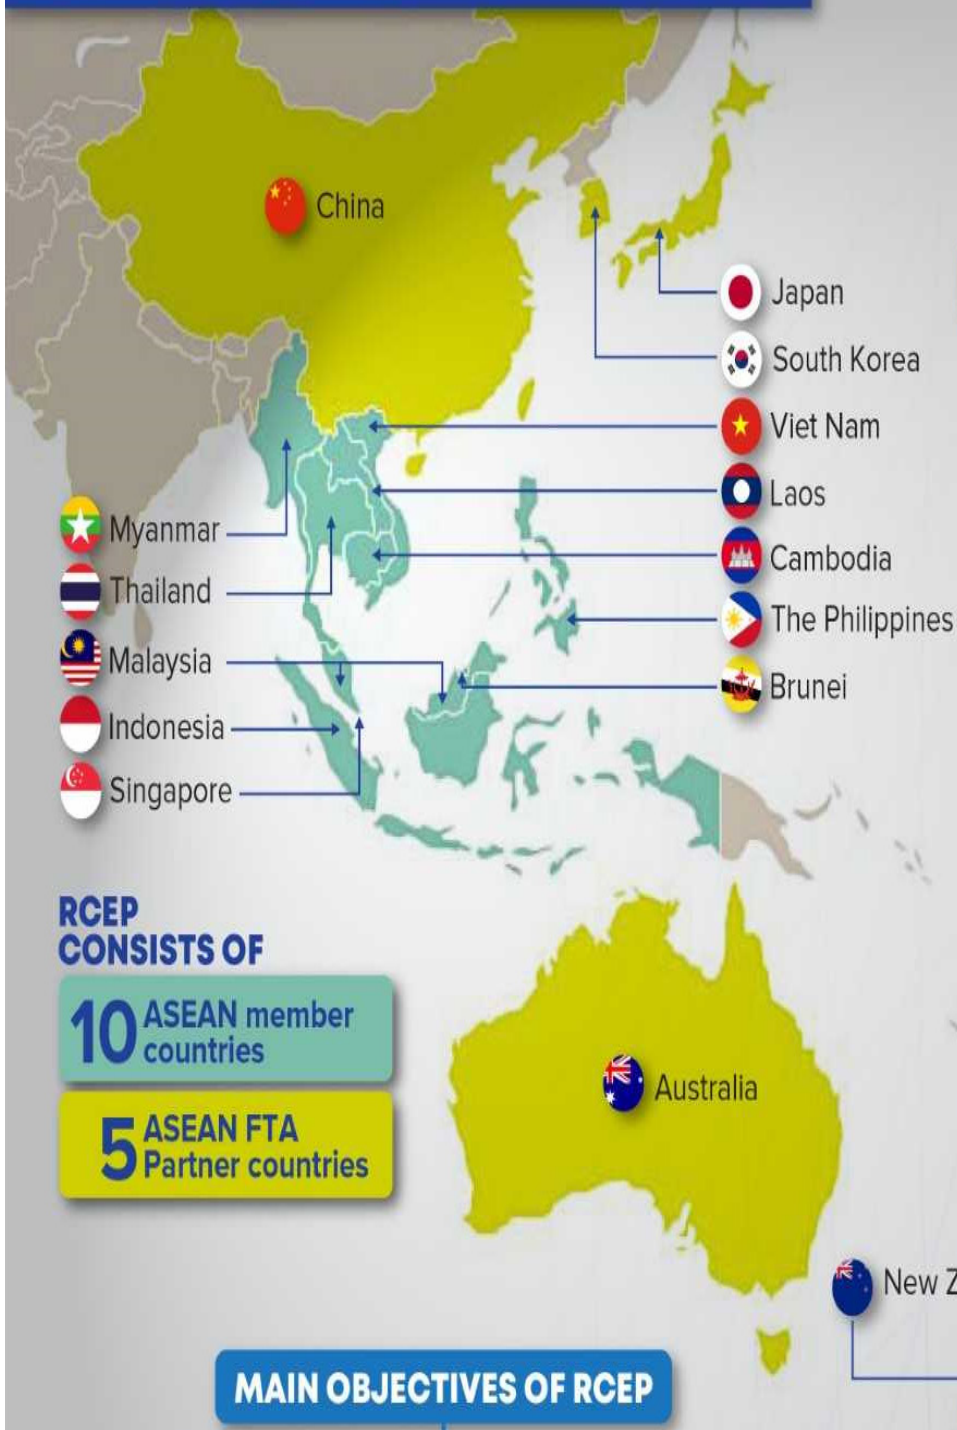 China
Japan
South Korea
Viet Nam
Laos
Cambodia
The Philippines
Brunei
Myanmar
Thailand
Malaysia
Indonesia
Singapore
RCEP
CONSISTS OF
10 ASEAN member
countries
5 ASEAN FTA
Partner countries
Australia
New Z
MAIN OBJECTIVES OF RCEP